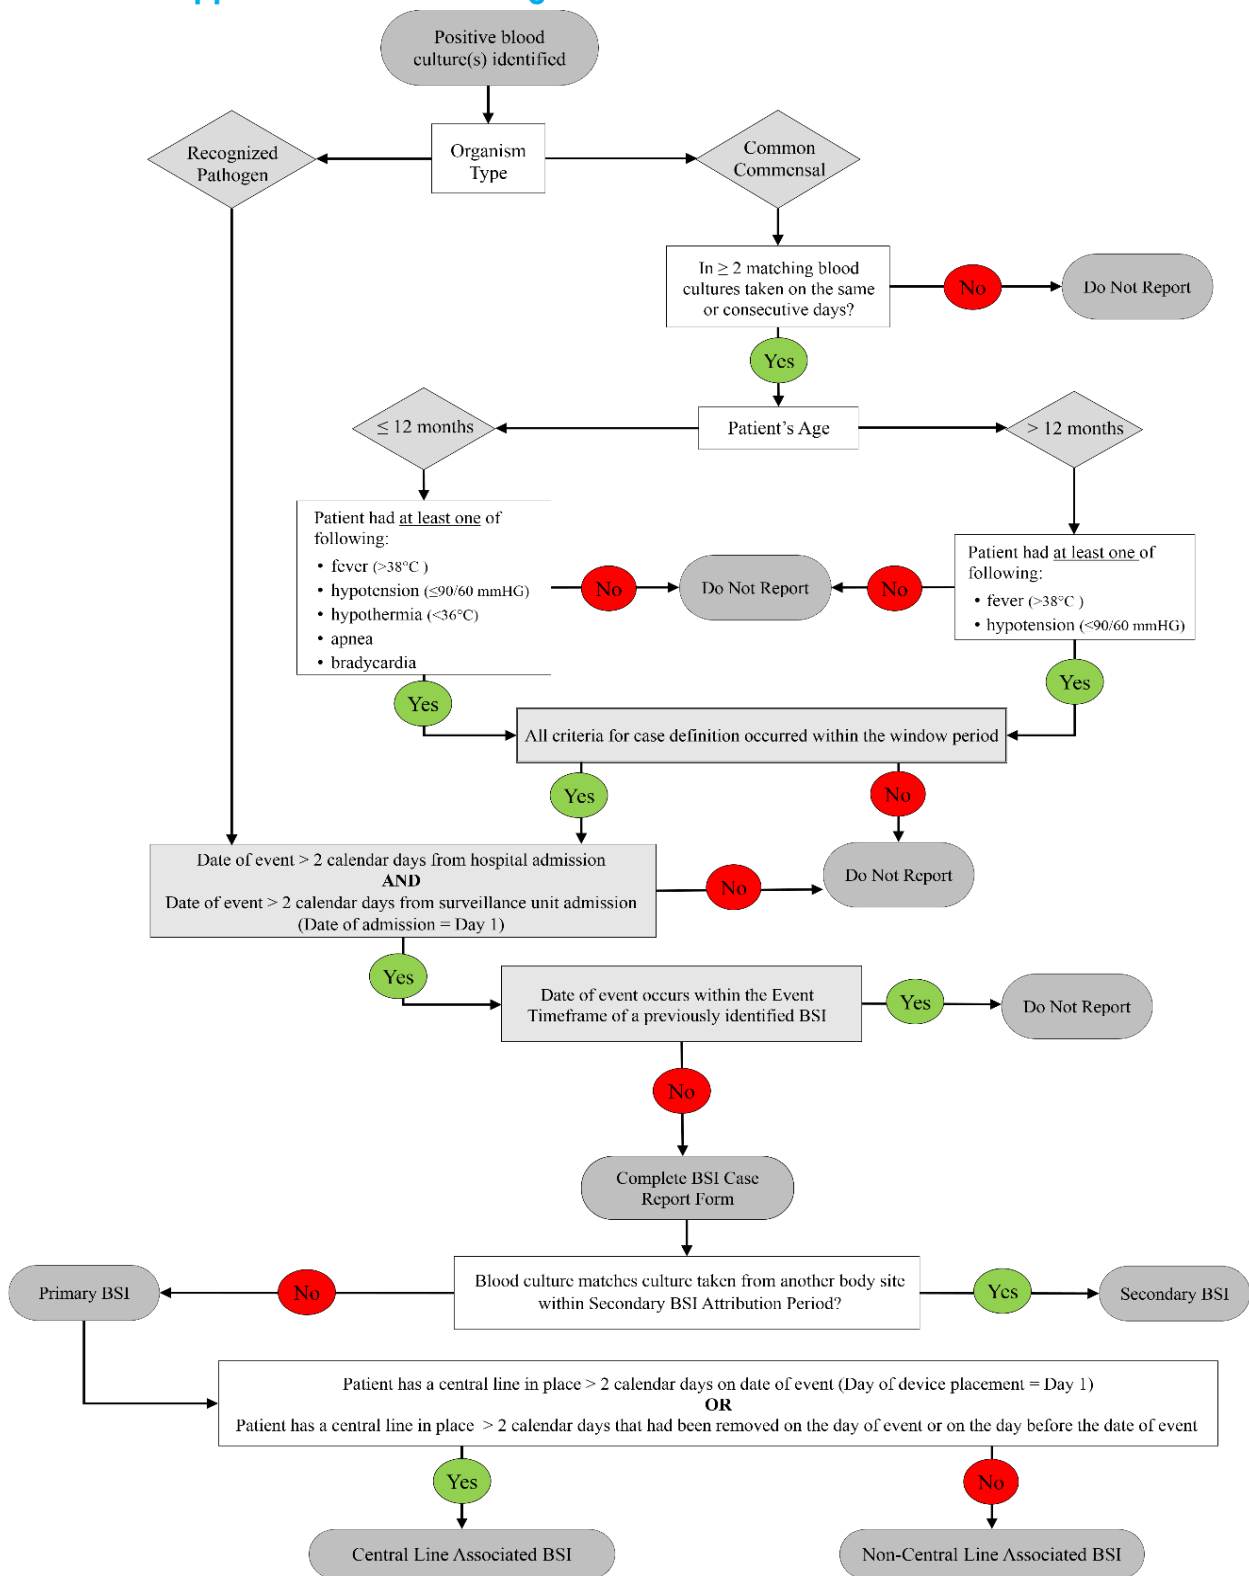 Positive blood
culture(s) identified
Recognized
Pathogen
Organism
Type
Common
Commensal
In ≥ 2 matching blood
cultures taken on the same
or consecutive days?
No
Do Not Report
Yes
≤ 12 months
Patient's Age
> 12 months
Patient had at least one of
following:
• fever (>38°C )
• hypotension (≤90/60 mmHG)
• hypothermia (<36°C)
• apnea
• bradycardia
No
Do Not Report
No
Patient had at least one of
following:
• fever (>38°C )
• hypotension (<90/60 mmHG)
Yes
Yes
All criteria for case definition occurred within the window period
Yes
No
Date of event > 2 calendar days from hospital admission
AND
Date of event > 2 calendar days from surveillance unit admission
(Date of admission = Day 1)
No
Do Not Report
Yes
Date of event occurs within the Event
Timeframe of a previously identified BSI
Yes
Do Not Report
No
Complete BSI Case
Report Form
Primary BSI
No
Blood culture matches culture taken from another body site
within Secondary BSI Attribution Period?
Yes
Secondary BSI
Patient has a central line in place > 2 calendar days on date of event (Day of device placement = Day 1)
OR
Patient has a central line in place > 2 calendar days that had been removed on the day of event or on the day before the date of event
Yes
No
Central Line Associated BSI
Non-Central Line Associated BSI